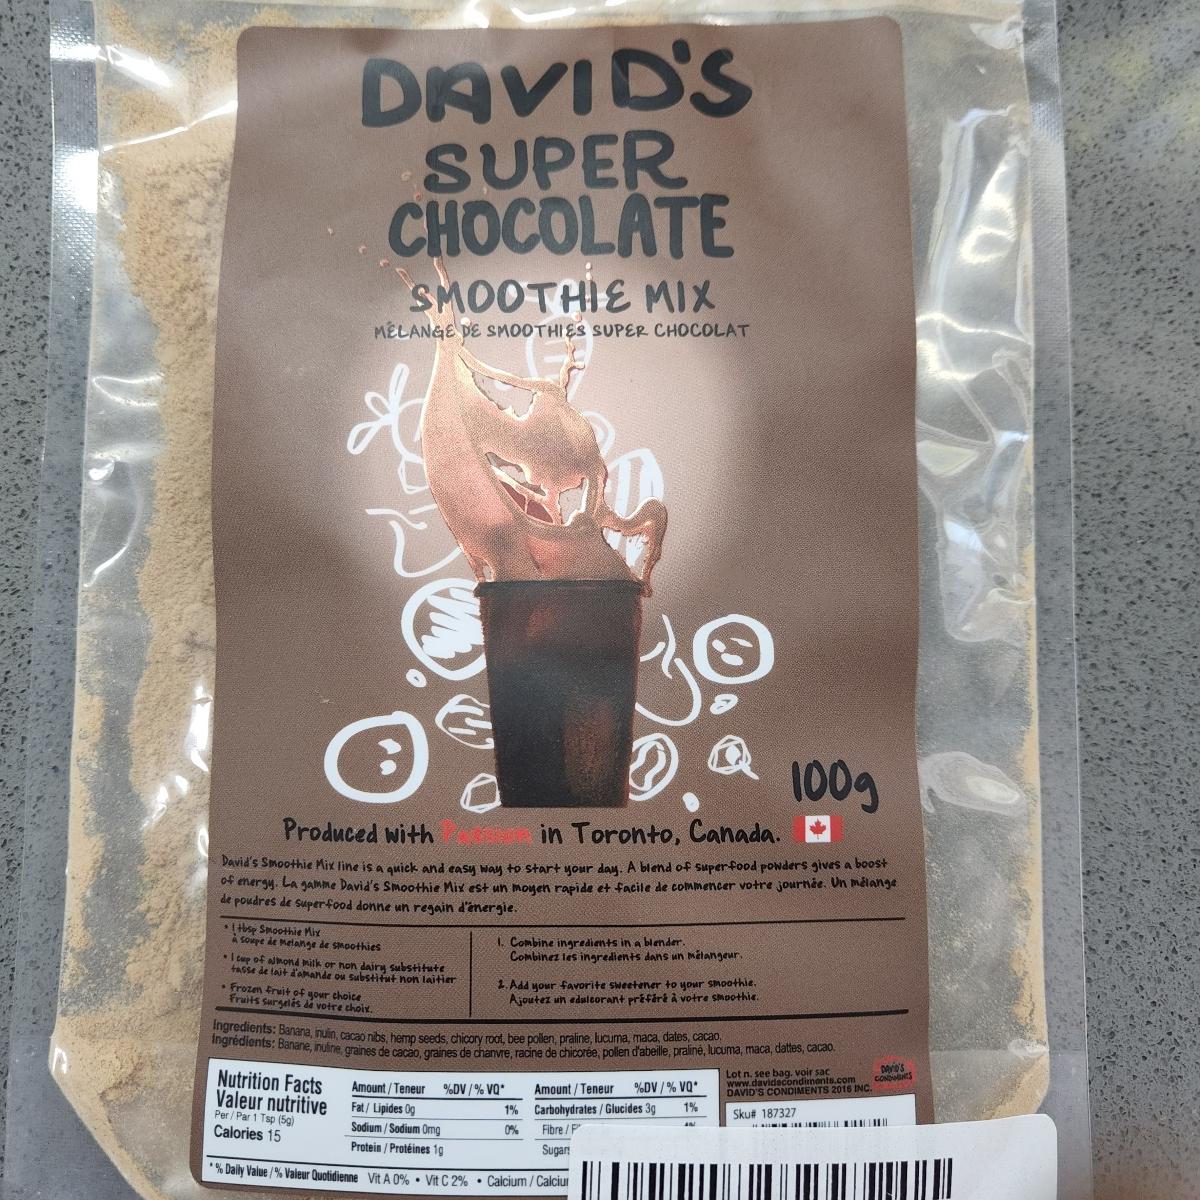 DAVID'S
SUPER
CHOCOLATE
SMOOTHIE MIX
MÉLANGE DE SMOOTHIES SUPER CHOCOLAT
100g
Produced with Passion in Toronto, Canada.
David's Smoothie Mix line is a quick and easy way to start your day. A blend of superfood powders gives a boost
of energy. La gamme David's Smoothie Mix est un moyen rapide et facile de commencer votre journée. Un mélange
de poudres de superfood donne un regain d'énergie.
* 1 tbsp Smoothie Mix
à soupe de melange de smoothies
* 1 cup of almond milk or non dairy substitute
tasse de lait d'amande ou substitut non laitier
* Frozen fruit of your choice
Fruits surgelés de votre choix.
1. Combine ingredients in a blender.
Combinez les ingredients dans un mélangeur.
2. Add your favorite sweetener to your smoothie.
Ajoutez un edulcorant préféré à votre smoothie.
Ingredients: Banana, inulin, cacao nibs, hemp seeds, chicory root, bee pollen, praline, lucuma, maca, dates, cacao.
Ingrédients: Banane, inuline, graines de cacao, graines de chanvre, racine de chicorée, pollen d'abeille, praliné, lucuma, maca, dattes, cacao.
Nutrition Facts
Valeur nutritive
Per / Par 1 Tsp (5g)
Calories 15
Amount / Teneur %DV / % VQ*
Fat / Lipides 0g 1%
Sodium / Sodium 0mg 0%
Protein / Protéines 1g
Amount / Teneur %DV / % VQ*
Carbohydrates / Glucides 3g 1%
Fibre /
Sugars
* % Daily Value / % Valeur Quotidienne Vit A 0% • Vit C 2% • Calcium /
Lot n. see bag. voir sac
www.davidscondiments.com
DAVID'S CONDIMENTS 2016 INC.
DAVID'S
CONDIMENTS
Sku# 187327